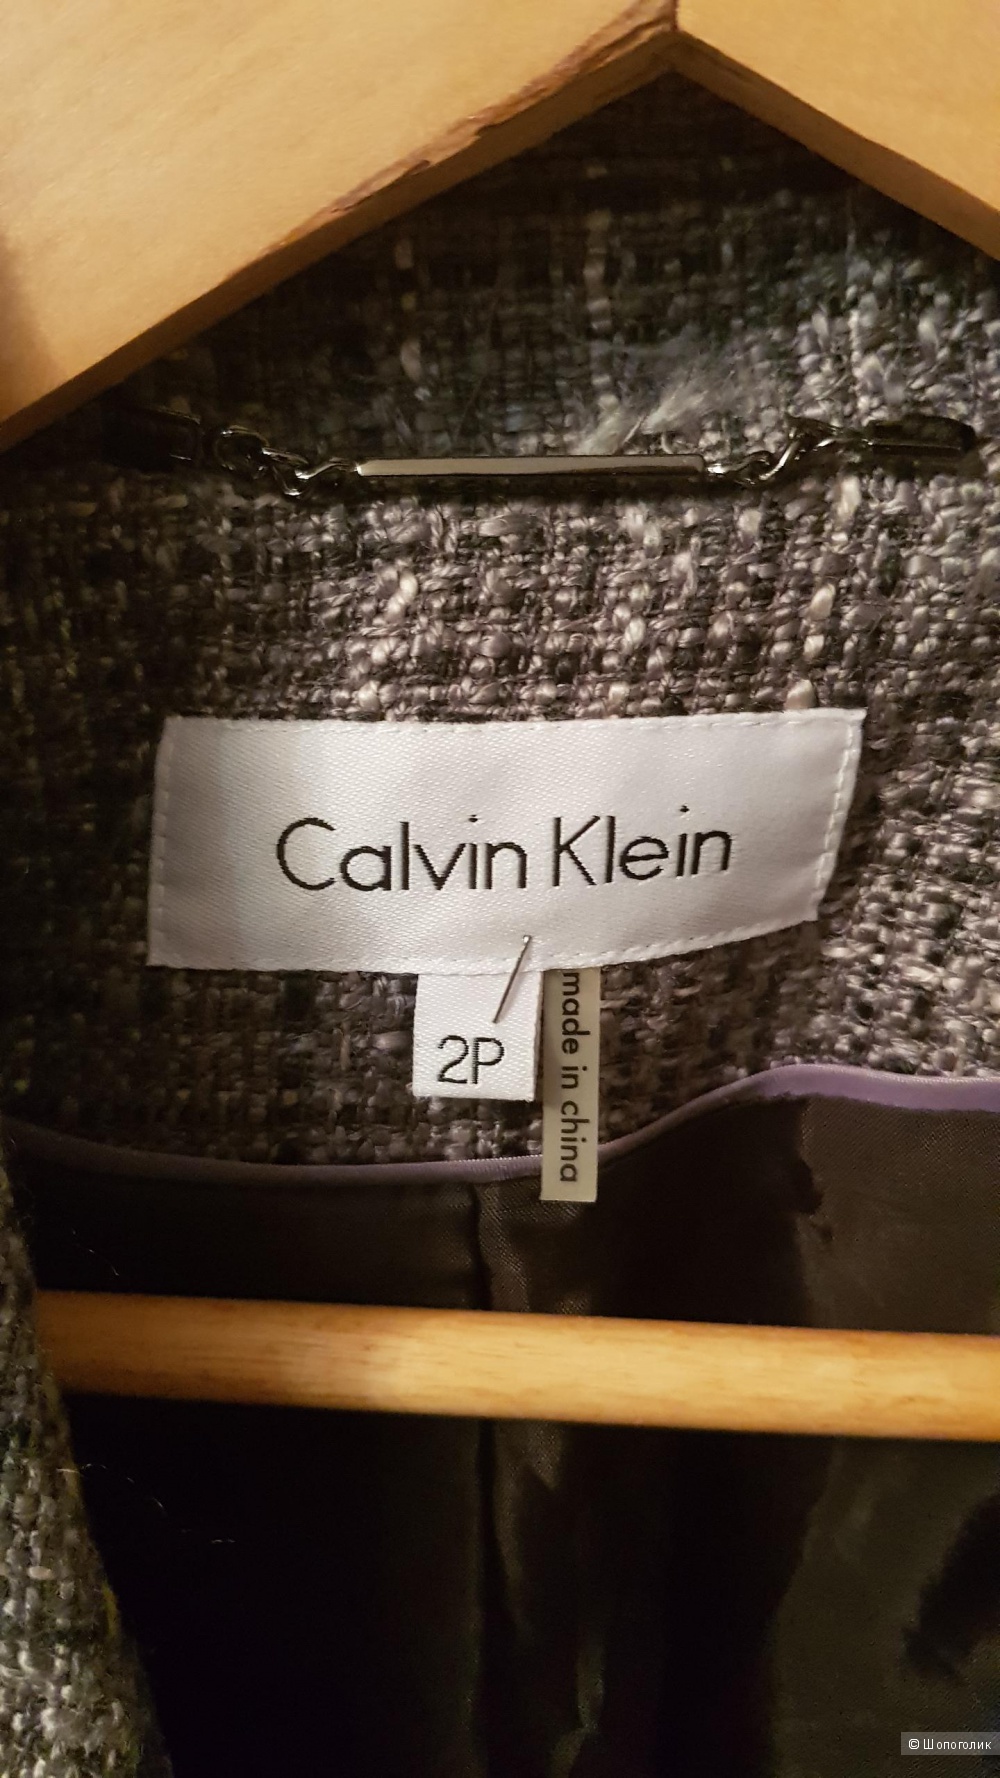 Calvin Klein
2P
made in china
© Шопоголик